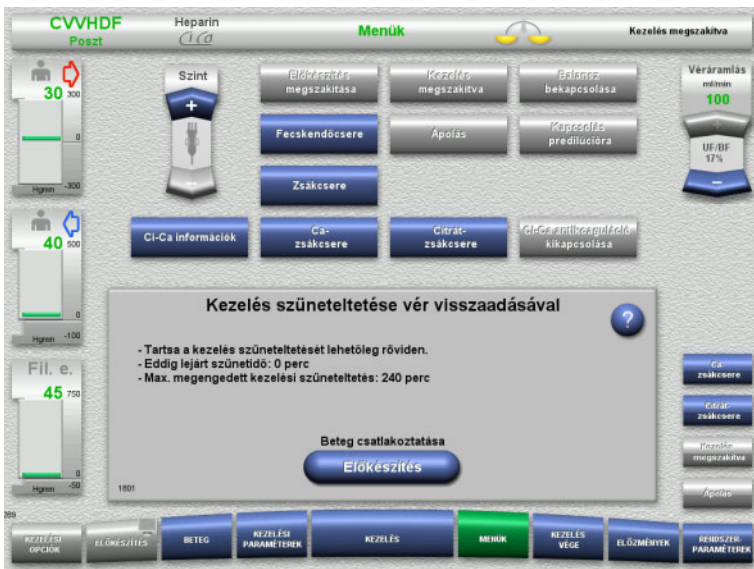 CVVHDF
Poszt
Heparin
Ci Ca
Menük
Kezelés megszakítva
30
300
0
-300
Hgmm
Szint
+
-
Előkészítés
megszakítása
Kezelés
megszakítva
Balansz
bekapcsolása
Fecskendőcsere
Ápolás
Kapcsolás
predilúcióra
Zsákcsere
Véráramlás
ml/min
100
+
UF/BF
17%
-
40
500
0
-100
Hgmm
Ci-Ca információk
Ca-
zsákcsere
Citrát-
zsákcsere
Ci-Ca antikoaguláció
kikapcsolása
Kezelés szüneteltetése vér visszaadásával
?
- Tartsa a kezelés szüneteltetését lehetőleg röviden.
- Eddig lejárt szünetidő: 0 perc
- Max. megengedett kezelési szüneteltetés: 240 perc
Beteg csatlakoztatása
Előkészítés
1601
Fil. e.
45
750
0
-50
Hgmm
Ca-
zsákcsere
Citrát-
zsákcsere
Kezelés
megszakítva
Ápolás
KEZELÉSI
OPCIÓK
ELŐKÉSZÍTÉS
BETEG
KEZELÉSI
PARAMÉTEREK
KEZELÉS
MENÜK
KEZELÉS
VÉGE
ELŐZMÉNYEK
RENDSZER-
PARAMÉTEREK